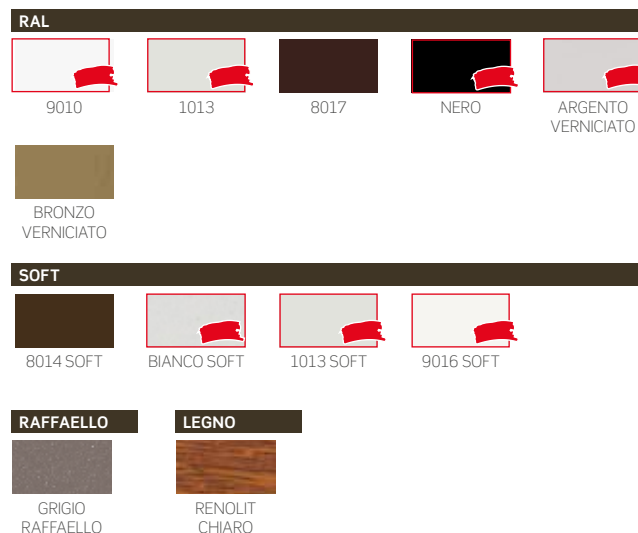 RAL
9010
1013
8017
NERO
ARGENTO
VERNICIATO
BRONZO
VERNICIATO
SOFT
8014 SOFT
BIANCO SOFT
1013 SOFT
9016 SOFT
RAFFAELLO
GRIGIO
RAFFAELLO
LEGNO
RENOLIT
CHIARO